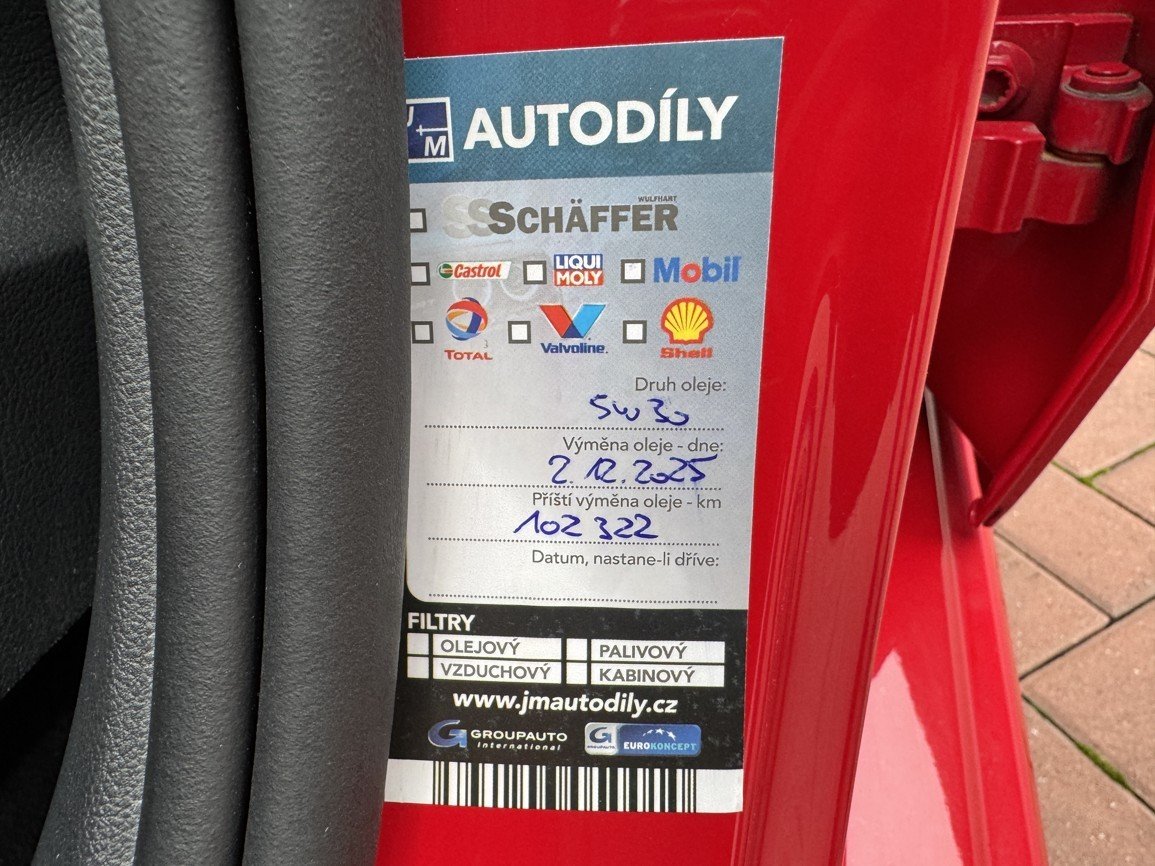 J+M AUTODÍLY
WULFHART
SCHÄFFER
Castrol LIQUI MOLY Mobil
TOTAL Valvoline. Shell
Druh oleje:
5w30
Výměna oleje - dne:
2.12.2025
Příští výměna oleje - km
102 322
Datum, nastane-li dříve:
FILTRY
OLEJOVÝ PALIVOVÝ
VZDUCHOVÝ KABINOVÝ
www.jmautodily.cz
G GROUPAUTO International G GROUPAUTO EUROKONCEPT